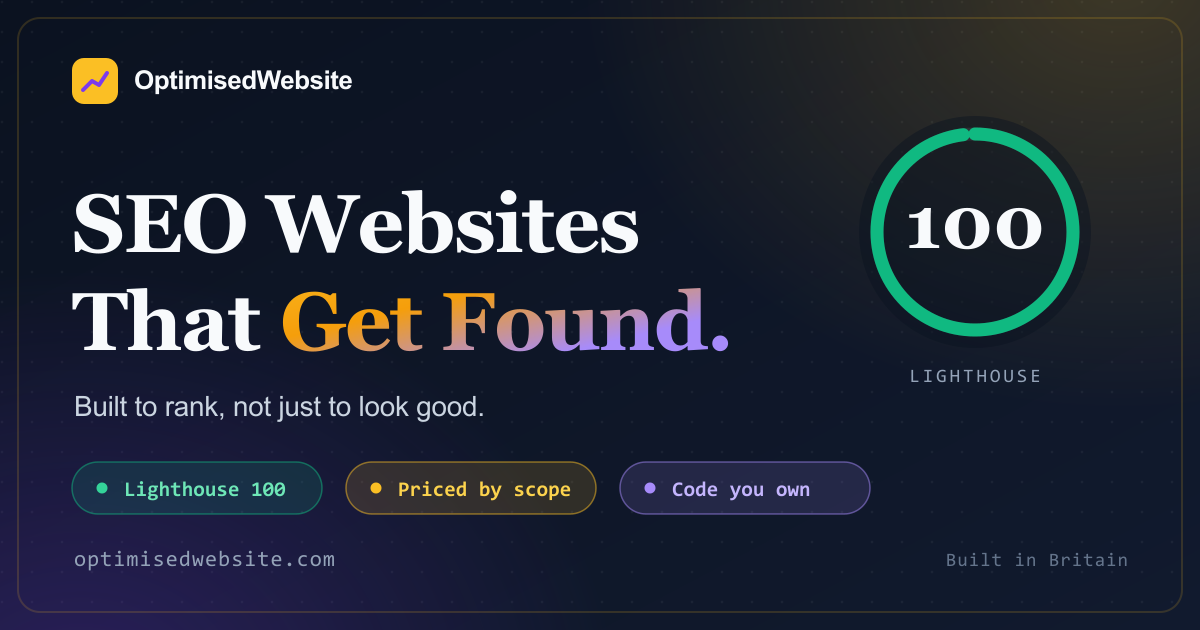 OptimisedWebsite
SEO Websites
That Get Found.
100
LIGHTHOUSE
Built to rank, not just to look good.
Lighthouse 100
Priced by scope
Code you own
optimisedwebsite.com
Built in Britain